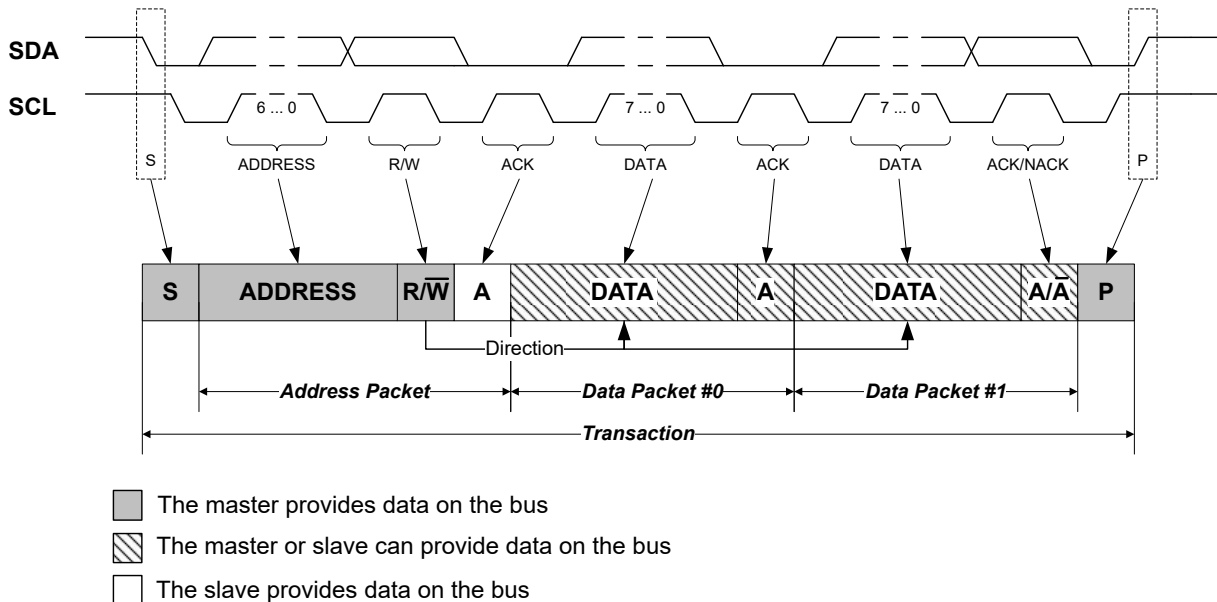 SDA
SCL
6 ... 0
7 ... 0
7 ... 0
S
ADDRESS
R/W
ACK
DATA
ACK
DATA
ACK/NACK
P
S
ADDRESS
R/W̅
A
DATA
A
DATA
A/A̅
P
Direction
Address Packet
Data Packet #0
Data Packet #1
Transaction
The master provides data on the bus
The master or slave can provide data on the bus
The slave provides data on the bus